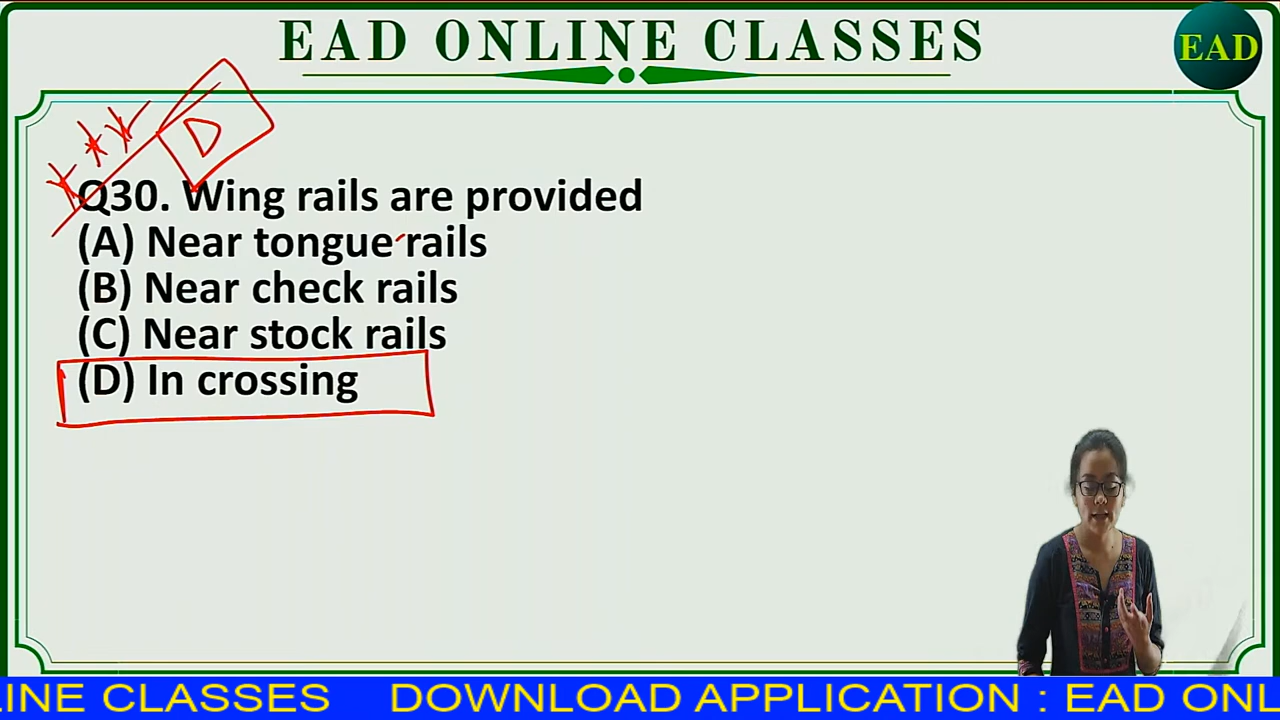 EAD ONLINE CLASSES
EAD
D
Q30. Wing rails are provided
(A) Near tongue rails
(B) Near check rails
(C) Near stock rails
(D) In crossing
LINE CLASSES DOWNLOAD APPLICATION : EAD ONL